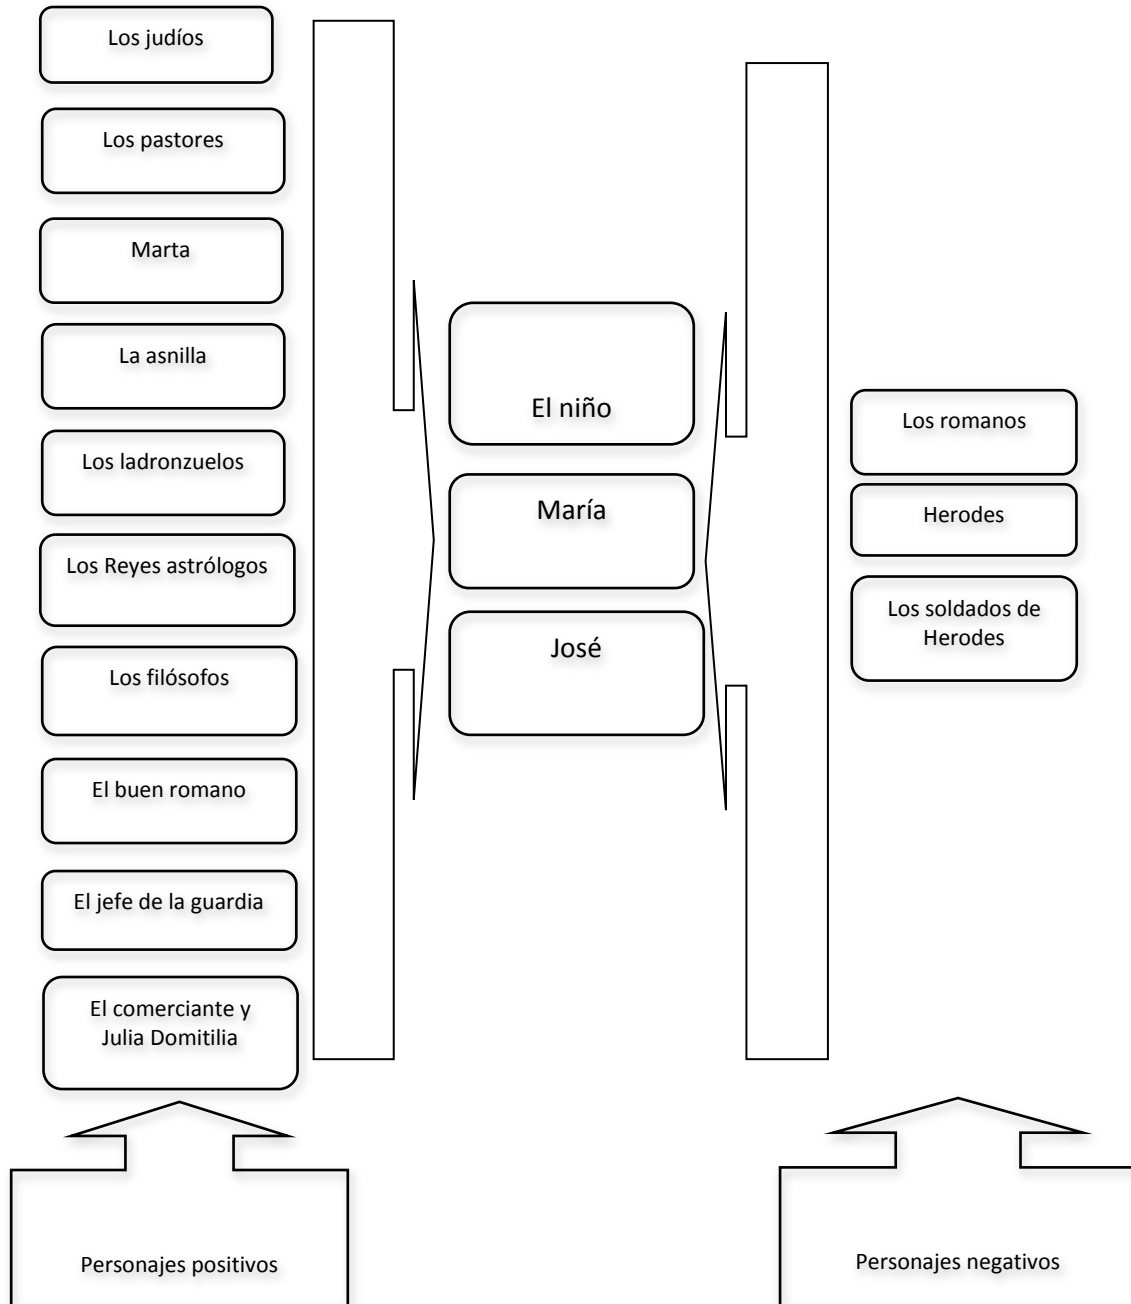 Los judíos
Los pastores
Marta
La asnilla
Los ladronzuelos
Los Reyes astrólogos
Los filósofos
El buen romano
El jefe de la guardia
El comerciante y
Julia Domitilia
Personajes positivos
El niño
María
José
Los romanos
Herodes
Los soldados de
Herodes
Personajes negativos